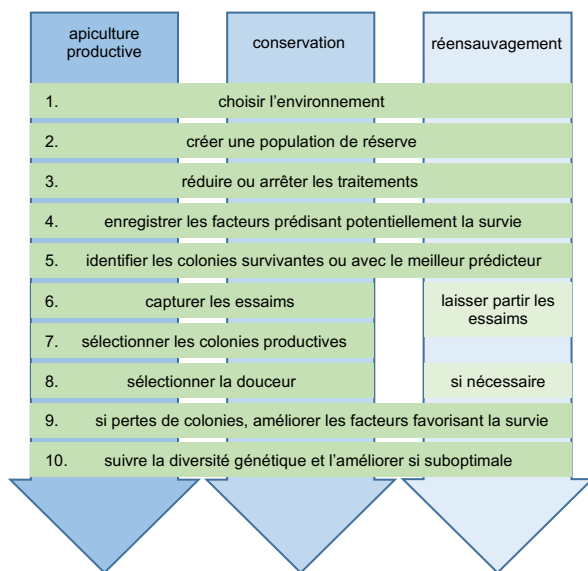 apiculture
productive
conservation
réensauvagement
1. choisir l'environnement
2. créer une population de réserve
3. réduire ou arrêter les traitements
4. enregistrer les facteurs prédisant potentiellement la survie
5. identifier les colonies survivantes ou avec le meilleur prédicteur
6. capturer les essaims
laisser partir les
essaims
7. sélectionner les colonies productives
8. sélectionner la douceur
si nécessaire
9. si pertes de colonies, améliorer les facteurs favorisant la survie
10. suivre la diversité génétique et l'améliorer si suboptimale